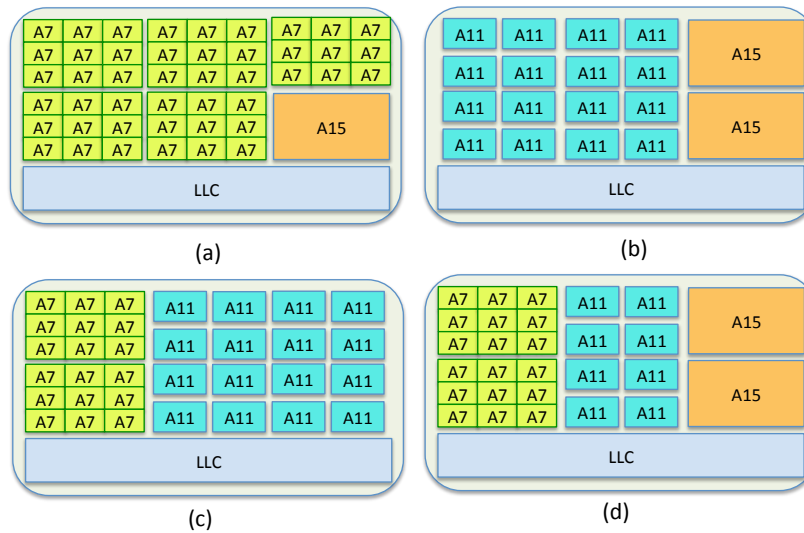 A7 A7 A7 A7 A7 A7 A7 A7 A7
A7 A7 A7 A7 A7 A7 A7 A7 A7
A7 A7 A7 A7 A7 A7 A7 A7 A7
A7 A7 A7 A7 A7 A7
A7 A7 A7 A7 A7 A7 A15
A7 A7 A7 A7 A7 A7
LLC
(a)
A11 A11 A11 A11
A15
A11 A11 A11 A11
A11 A11 A11 A11
A15
A11 A11 A11 A11
LLC
(b)
A7 A7 A7 A11 A11 A11 A11
A7 A7 A7
A7 A7 A7 A11 A11 A11 A11
A7 A7 A7 A11 A11 A11 A11
A7 A7 A7
A7 A7 A7 A11 A11 A11 A11
LLC
(c)
A7 A7 A7 A11 A11
A7 A7 A7 A15
A7 A7 A7 A11 A11
A7 A7 A7 A11 A11
A7 A7 A7 A15
A7 A7 A7 A11 A11
LLC
(d)